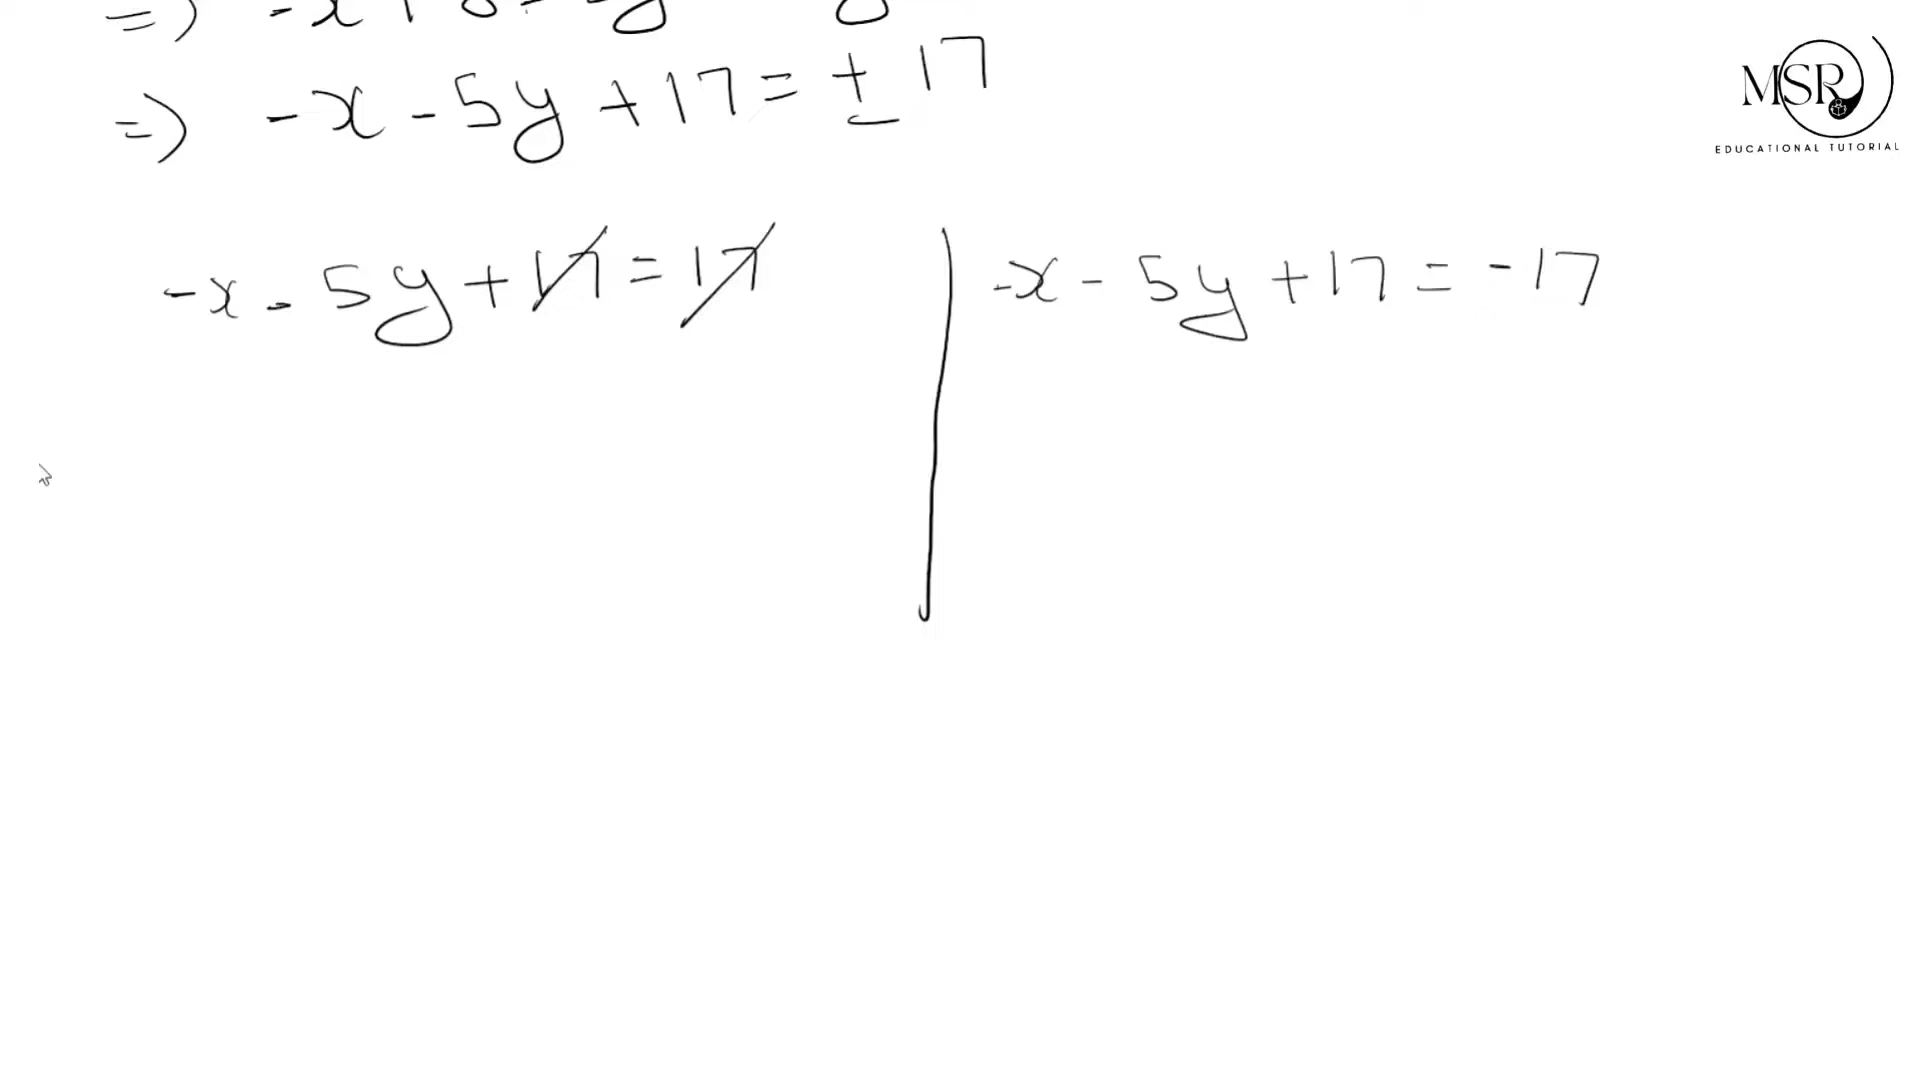 => -x - 5y + 17 = ± 17
MSR
EDUCATIONAL TUTORIAL
-x - 5y + 17 = 17
-x - 5y + 17 = -17